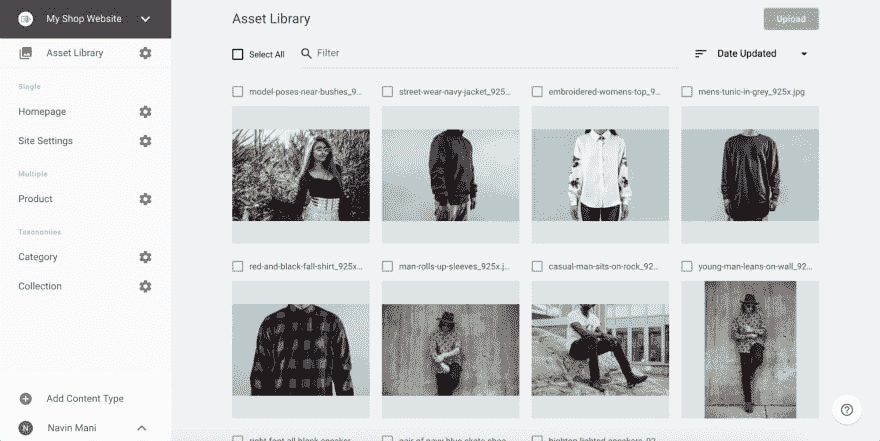 My Shop Website
Asset Library
Single
Homepage
Site Settings
Multiple
Product
Taxonomies
Category
Collection
Add Content Type
N Navin Mani
Asset Library
Upload
Select All
Filter
Date Updated
model-poses-near-bushes_9...
street-wear-navy-jacket_925...
embroidered-womens-top_9...
mens-tunic-in-grey_925x.jpg
red-and-black-fall-shirt_925x...
man-rolls-up-sleeves_925x.j...
casual-man-sits-on-rock_92...
young-man-leans-on-wall_92...